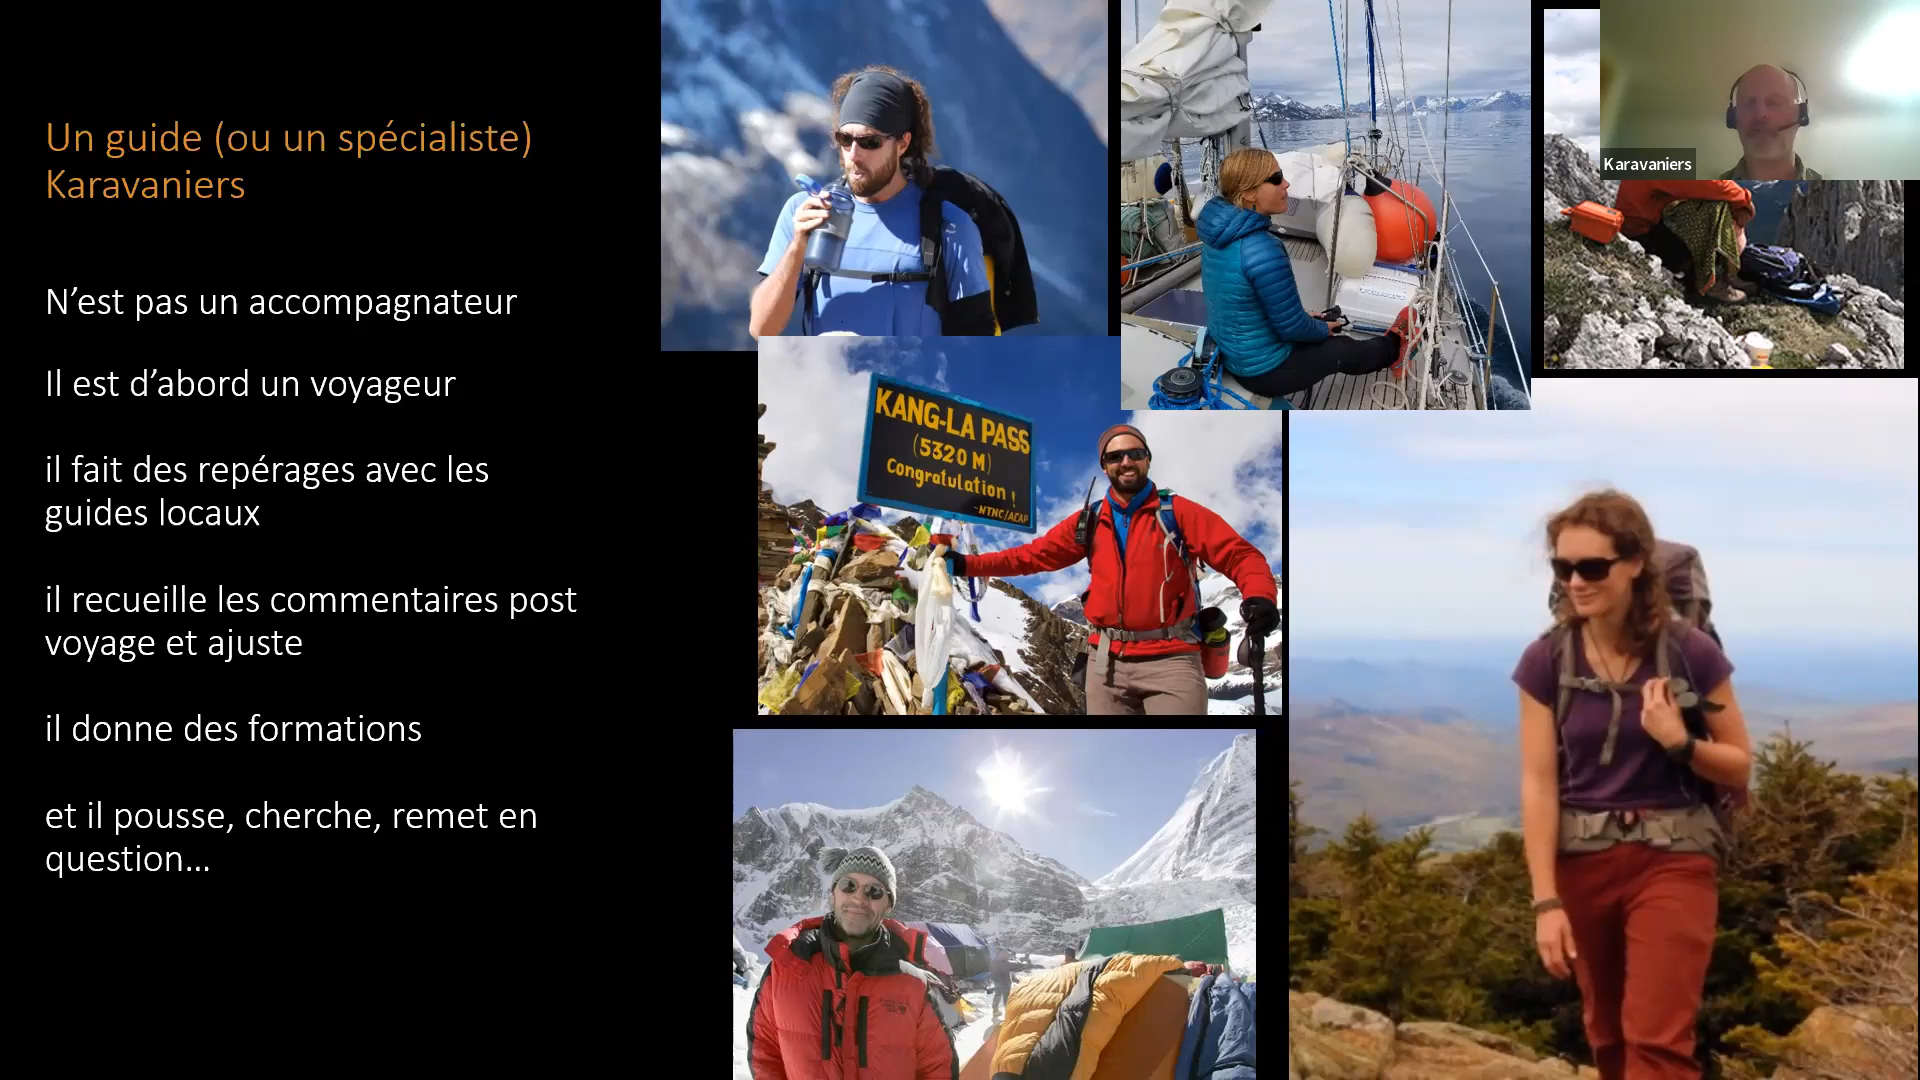 Un guide (ou un spécialiste)
Karavaniers
N’est pas un accompagnateur
Il est d’abord un voyageur
il fait des repérages avec les
guides locaux
il recueille les commentaires post
voyage et ajuste
il donne des formations
et il pousse, cherche, remet en
question…
KANG-LA PASS
(5320 M)
Congratulation !
-NTNC/ACAP
Karavaniers